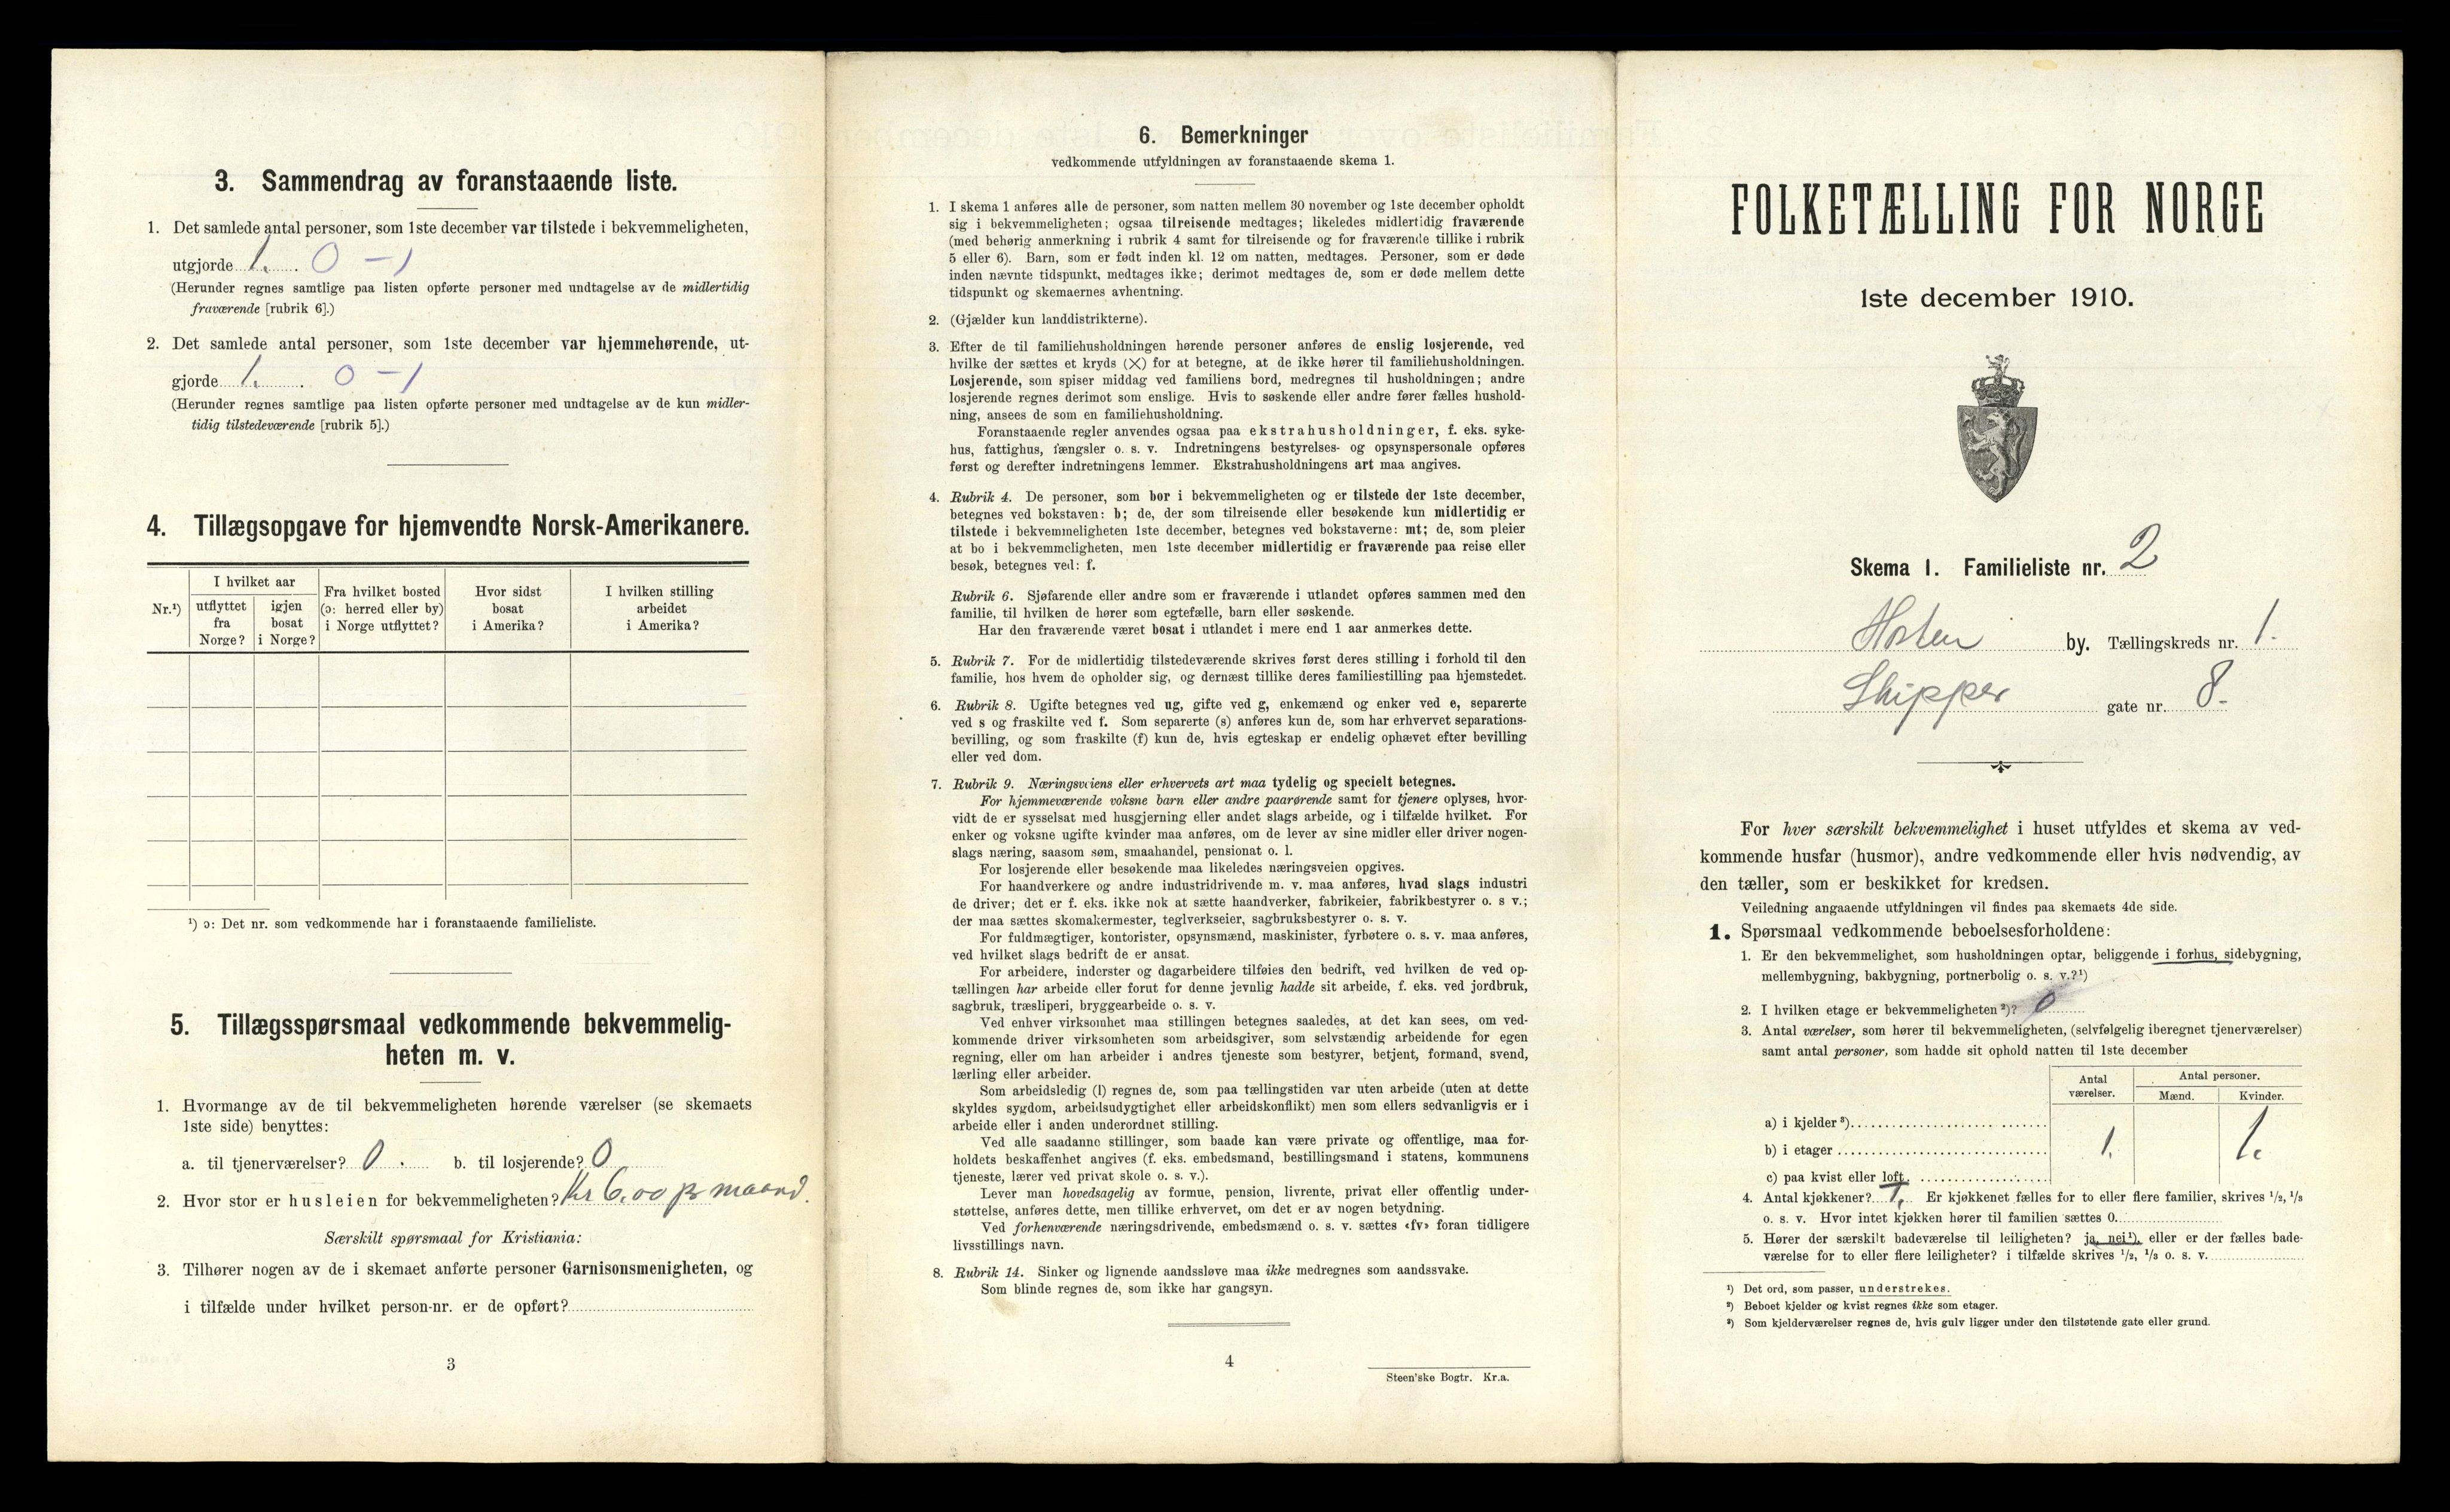 3. Sammendrag av foranstaaende liste.
1. Det samlede antal personer, som 1ste december var tilstede i bekvemmeligheten,
utgjorde 1. 0 – 1
(Herunder regnes samtlige paa listen opførte personer med undtagelse av de midlertidig
fraværende [rubrik 6].)
2. Det samlede antal personer, som 1ste december var hjemmehørende, ut-
gjorde 1. 0 – 1
(Herunder regnes samtlige paa listen opførte personer med undtagelse av de kun midler-
tidig tilstedeværende [rubrik 5].)
4. Tillægsopgave for hjemvendte Norsk-Amerikanere.
Nr.¹)
I hvilket aar
utflyttet
fra
Norge?
igjen
bosat
i Norge?
Fra hvilket bosted
(ɔ: herred eller by)
i Norge utflyttet?
Hvor sidst
bosat
i Amerika?
I hvilken stilling
arbeidet
i Amerika?
¹) ɔ: Det nr. som vedkommende har i foranstaaende familieliste.
5. Tillægsspørsmaal vedkommende bekvemmelig-
heten m. v.
1. Hvormange av de til bekvemmeligheten hørende værelser (se skemaets
1ste side) benyttes:
a. til tjenerværelser? 0 . b. til losjerende? 0
2. Hvor stor er husleien for bekvemmeligheten? Kr 6,00 pr maaned.
Særskilt spørsmaal for Kristiania:
3. Tilhører nogen av de i skemaet anførte personer Garnisonsmenigheten, og
i tilfælde under hvilket person-nr. er de opført?
3
6. Bemerkninger
vedkommende utfyldningen av foranstaaende skema 1.
1. I skema 1 anføres alle de personer, som natten mellem 30 november og 1ste december opholdt
sig i bekvemmeligheten; ogsaa tilreisende medtages; likeledes midlertidig fraværende
(med behørig anmerkning i rubrik 4 samt for tilreisende og for fraværende tillike i rubrik
5 eller 6). Barn, som er født inden kl. 12 om natten, medtages. Personer, som er døde
inden nævnte tidspunkt, medtages ikke; derimot medtages de, som er døde mellem dette
tidspunkt og skemaernes avhentning.
2. (Gjælder kun landdistrikterne).
3. Efter de til familiehusholdningen hørende personer anføres de enslig losjerende, ved
hvilke der sættes et kryds (×) for at betegne, at de ikke hører til familiehusholdningen.
Losjerende, som spiser middag ved familiens bord, medregnes til husholdningen; andre
losjerende regnes derimot som enslige. Hvis to søskende eller andre fører fælles hushold-
ning, ansees de som en familiehusholdning.
Foranstaaende regler anvendes ogsaa paa ekstrahusholdninger, f. eks. syke-
hus, fattighus, fængsler o. s. v. Indretningens bestyrelses- og opsynspersonale opføres
først og derefter indretningens lemmer. Ekstrahusholdningens art maa angives.
4. Rubrik 4. De personer, som bor i bekvemmeligheten og er tilstede der 1ste december,
betegnes ved bokstaven: b; de, der som tilreisende eller besøkende kun midlertidig er
tilstede i bekvemmeligheten 1ste december, betegnes ved bokstaverne: mt; de, som pleier
at bo i bekvemmeligheten, men 1ste december midlertidig er fraværende paa reise eller
besøk, betegnes ved: f.
Rubrik 6. Sjøfarende eller andre som er fraværende i utlandet opføres sammen med den
familie, til hvilken de hører som egtefælle, barn eller søskende.
Har den fraværende været bosat i utlandet i mere end 1 aar anmerkes dette.
5. Rubrik 7. For de midlertidig tilstedeværende skrives først deres stilling i forhold til den
familie, hos hvem de opholder sig, og dernæst tillike deres familiestilling paa hjemstedet.
6. Rubrik 8. Ugifte betegnes ved ug, gifte ved g, enkemænd og enker ved e, separerte
ved s og fraskilte ved f. Som separerte (s) anføres kun de, som har erhvervet separations-
bevilling, og som fraskilte (f) kun de, hvis egteskap er endelig ophævet efter bevilling
eller ved dom.
7. Rubrik 9. Næringsveiens eller erhvervets art maa tydelig og specielt betegnes.
For hjemmeværende voksne barn eller andre paarørende samt for tjenere oplyses, hvor-
vidt de er sysselsat med husgjerning eller andet slags arbeide, og i tilfælde hvilket. For
enker og voksne ugifte kvinder maa anføres, om de lever av sine midler eller driver nogen-
slags næring, saasom søm, smaahandel, pensionat o. l.
For losjerende eller besøkende maa likeledes næringsveien opgives.
For haandverkere og andre industridrivende m. v. maa anføres, hvad slags industri
de driver; det er f. eks. ikke nok at sætte haandverker, fabrikeier, fabrikbestyrer o. s v.;
der maa sættes skomakermester, teglverkseier, sagbruksbestyrer o. s. v.
For fuldmægtiger, kontorister, opsynsmænd, maskinister, fyrbøtere o. s. v. maa anføres,
ved hvilket slags bedrift de er ansat.
For arbeidere, inderster og dagarbeidere tilføies den bedrift, ved hvilken de ved op-
tællingen har arbeide eller forut for denne jevnlig hadde sit arbeide, f. eks. ved jordbruk,
sagbruk, træsliperi, bryggearbeide o. s. v.
Ved enhver virksomhet maa stillingen betegnes saaledes, at det kan sees, om ved-
kommende driver virksomheten som arbeidsgiver, som selvstændig arbeidende for egen
regning, eller om han arbeider i andres tjeneste som bestyrer, betjent, formand, svend,
lærling eller arbeider.
Som arbeidsledig (l) regnes de, som paa tællingstiden var uten arbeide (uten at dette
skyldes sygdom, arbeidsudygtighet eller arbeidskonflikt) men som ellers sedvanligvis er i
arbeide eller i anden underordnet stilling.
Ved alle saadanne stillinger, som baade kan være private og offentlige, maa for-
holdets beskaffenhet angives (f. eks. embedsmand, bestillingsmand i statens, kommunens
tjeneste, lærer ved privat skole o. s. v.).
Lever man hovedsagelig av formue, pension, livrente, privat eller offentlig under-
støttelse, anføres dette, men tillike erhvervet, om det er av nogen betydning.
Ved forhenværende næringsdrivende, embedsmænd o. s. v. sættes «fv» foran tidligere
livsstillings navn.
8. Rubrik 14. Sinker og lignende aandssløve maa ikke medregnes som aandssvake.
Som blinde regnes de, som ikke har gangsyn.
4
Steen'ske Bogtr. Kr.a.
FOLKETÆLLING FOR NORGE
1ste december 1910.
Skema 1. Familieliste nr. 2
Horten by. Tællingskreds nr. 1.
Skipper gate nr. 8-
For hver særskilt bekvemmelighet i huset utfyldes et skema av ved-
kommende husfar (husmor), andre vedkommende eller hvis nødvendig, av
den tæller, som er beskikket for kredsen.
Veiledning angaaende utfyldningen vil findes paa skemaets 4de side.
1. Spørsmaal vedkommende beboelsesforholdene:
1. Er den bekvemmelighet, som husholdningen optar, beliggende i forhus, sidebygning,
mellembygning, bakbygning, portnerbolig o. s. v.?¹)
2. I hvilken etage er bekvemmeligheten²)? 0
3. Antal værelser, som hører til bekvemmeligheten, (selvfølgelig iberegnet tjenerværelser)
samt antal personer, som hadde sit ophold natten til 1ste december
Antal
værelser.
Antal personer.
Mænd. Kvinder.
a) i kjelder³)
b) i etager 1. 1.
c) paa kvist eller loft
4. Antal kjøkkener? 1. Er kjøkkenet fælles for to eller flere familier, skrives 1/2, 1/3
o. s. v. Hvor intet kjøkken hører til familien sættes 0.
5. Hører der særskilt badeværelse til leiligheten? ja, nei¹), eller er der fælles bade-
værelse for to eller flere leiligheter? i tilfælde skrives 1/2, 1/3 o. s. v.
¹) Det ord, som passer, understrekes.
²) Beboet kjelder og kvist regnes ikke som etager.
³) Som kjelderværelser regnes de, hvis gulv ligger under den tilstøtende gate eller grund.